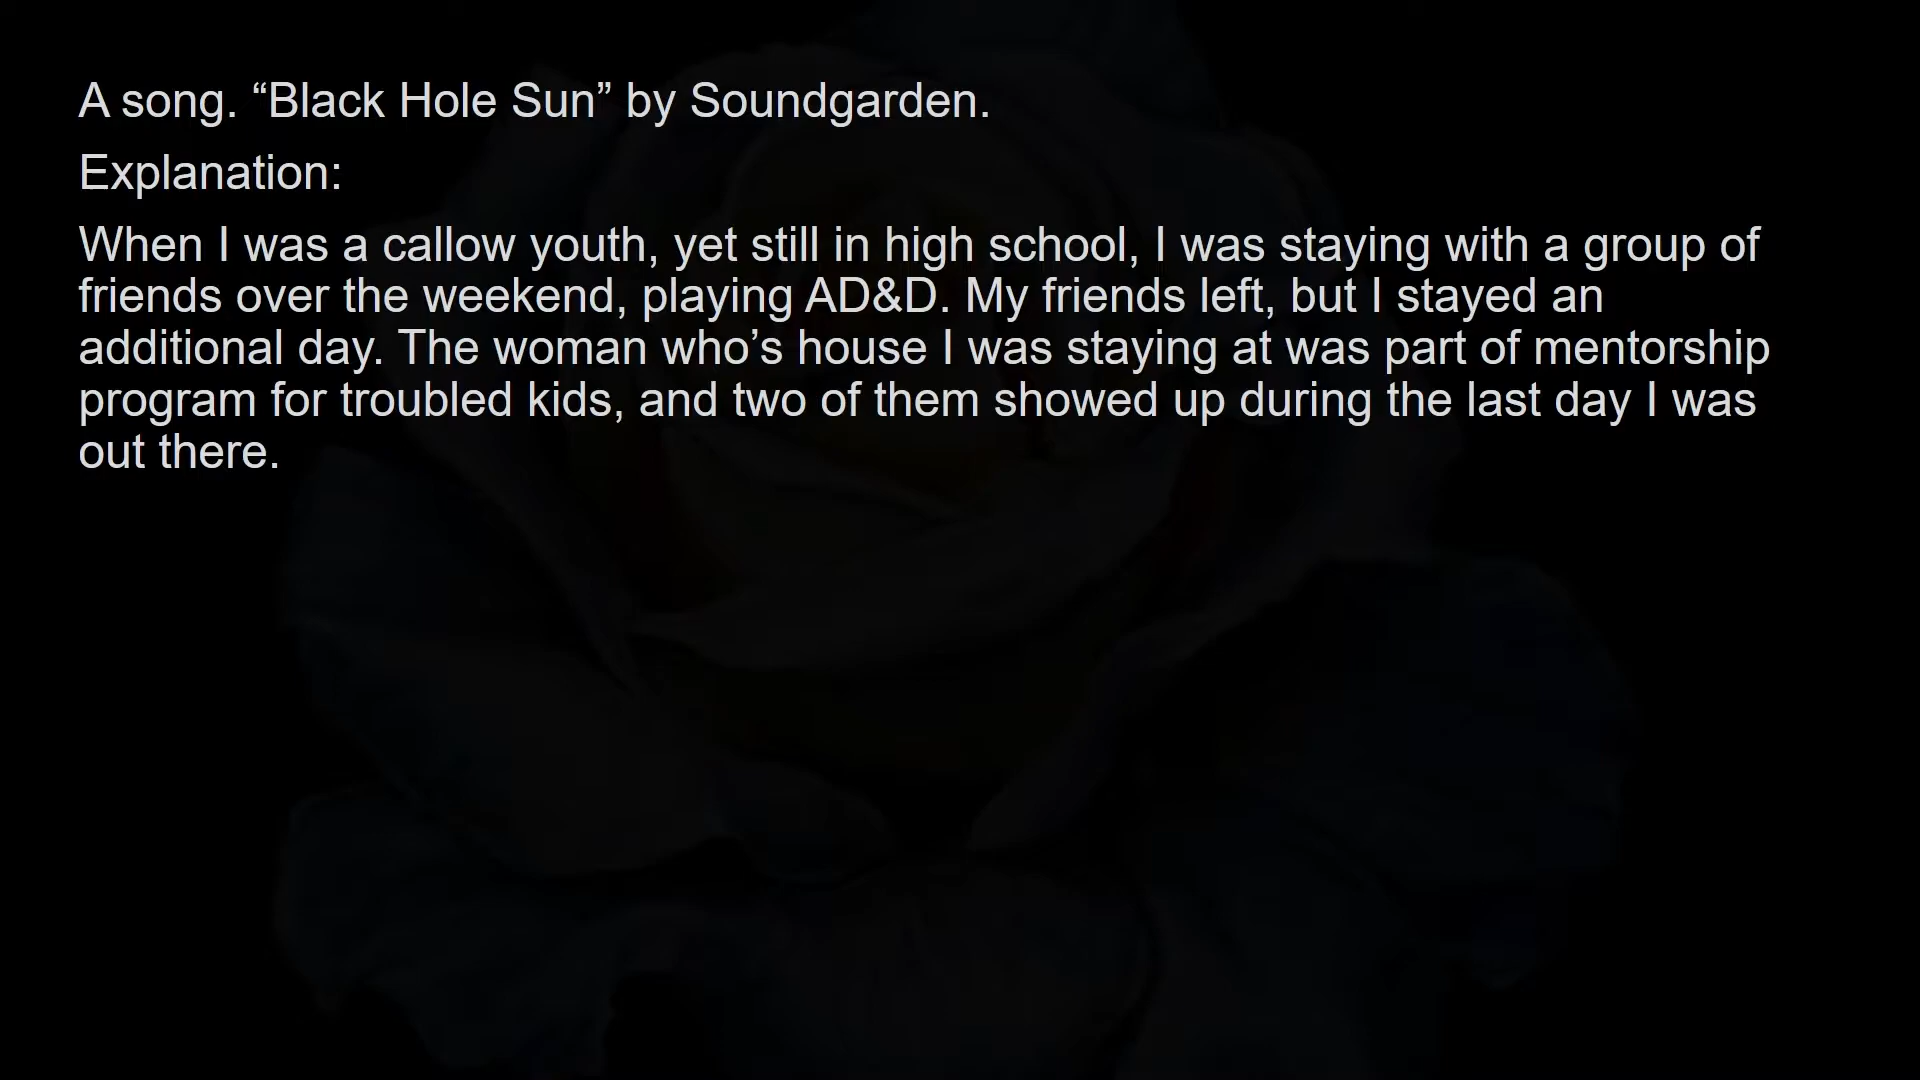 A song. “Black Hole Sun” by Soundgarden.
Explanation:
When I was a callow youth, yet still in high school, I was staying with a group of
friends over the weekend, playing AD&D. My friends left, but I stayed an
additional day. The woman who’s house I was staying at was part of mentorship
program for troubled kids, and two of them showed up during the last day I was
out there.